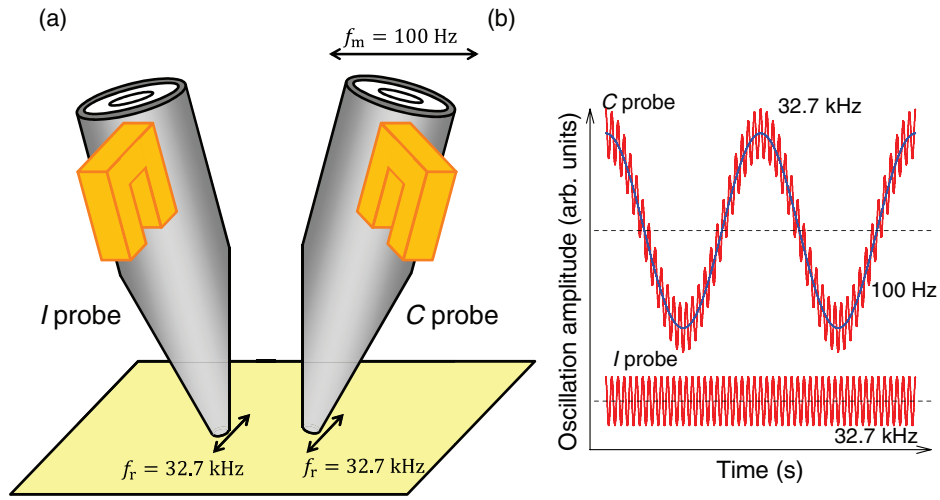 (a)
f_m = 100 Hz
I probe
C probe
f_r = 32.7 kHz
f_r = 32.7 kHz
(b)
Oscillation amplitude (arb. units)
C probe
32.7 kHz
100 Hz
I probe
32.7 kHz
Time (s)